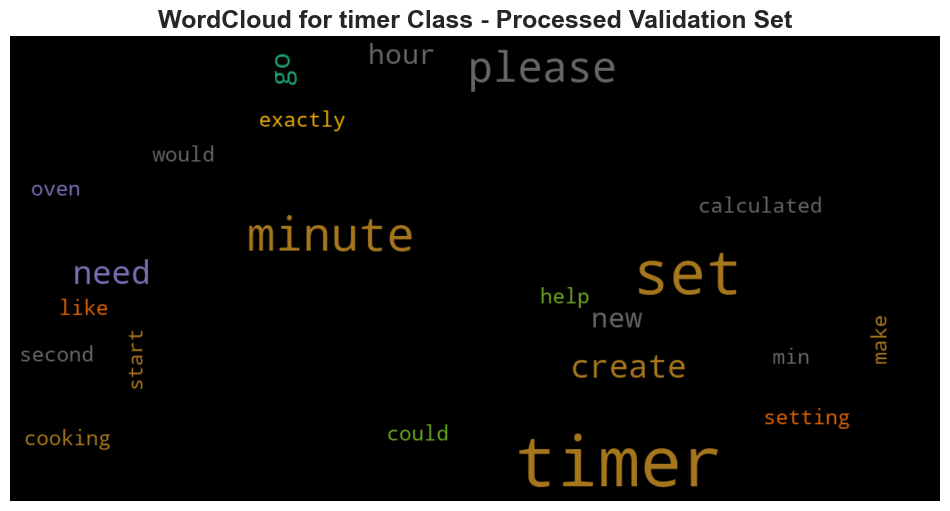 WordCloud for timer Class - Processed Validation Set
go
hour
please
exactly
would
oven
calculated
minute
need
set
help
like
new
second
start
create
min
make
setting
cooking
could
timer